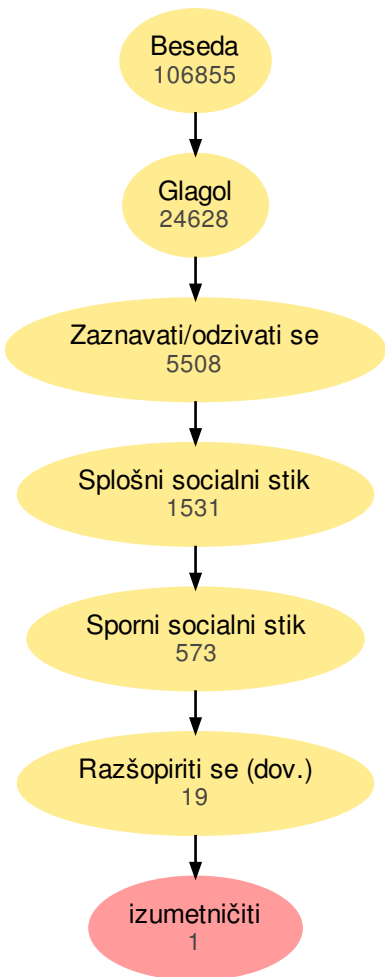 Beseda
106855
Glagol
24628
Zaznavati/odzivati se
5508
Splošni socialni stik
1531
Sporni socialni stik
573
Razšopiriti se (dov.)
19
izumetničiti
1